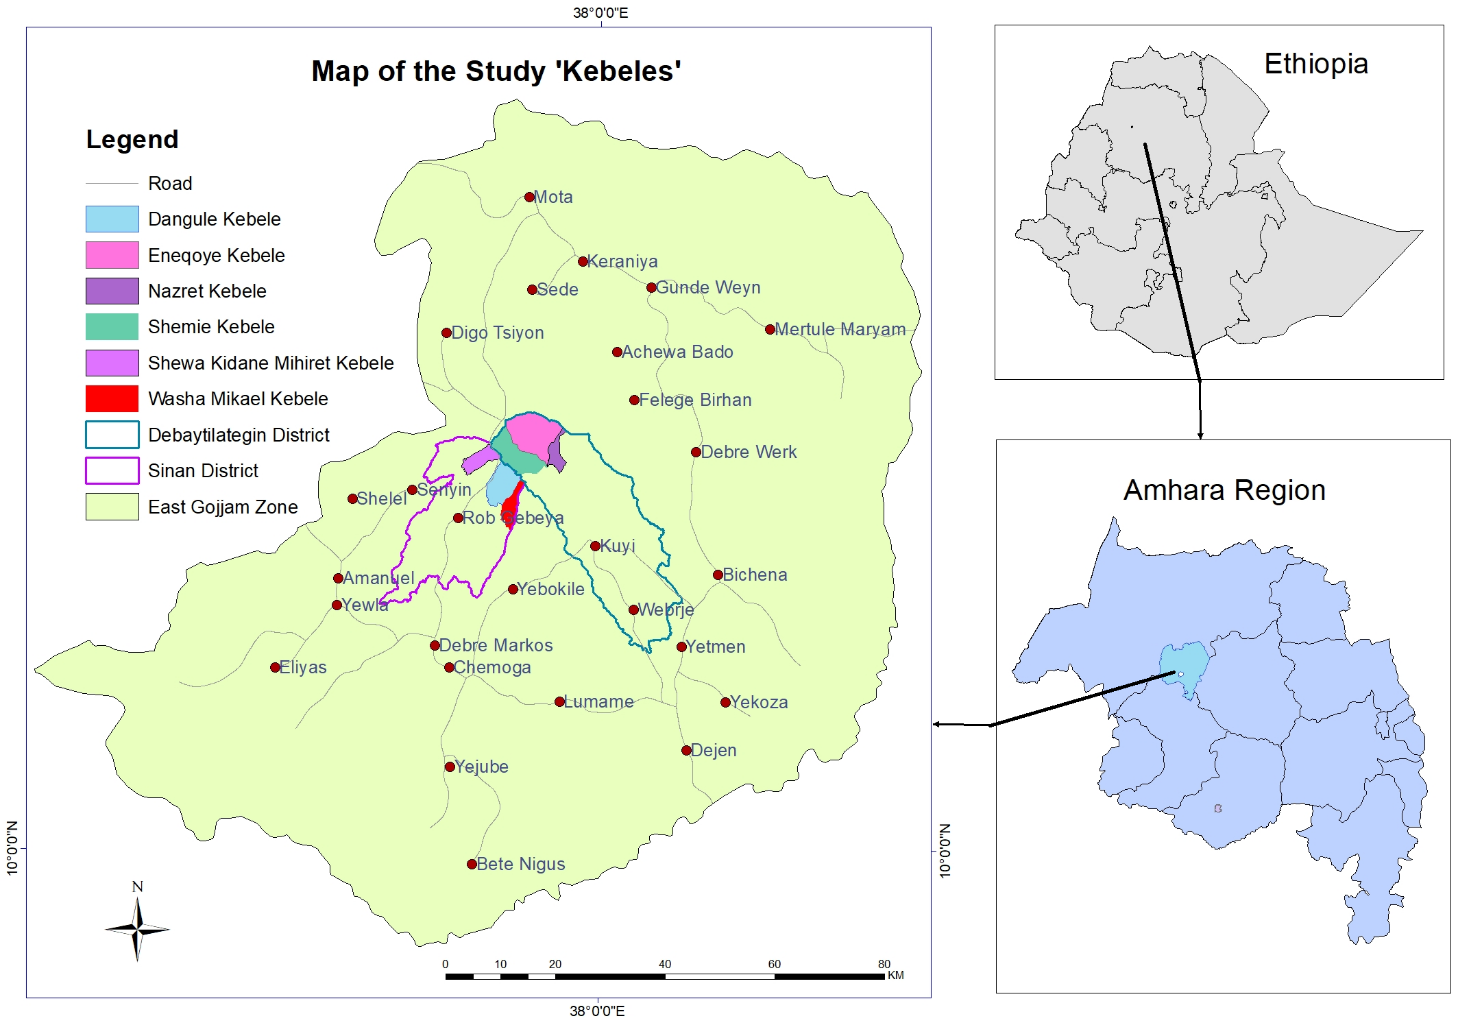 38°0'0"E
Map of the Study 'Kebeles'
Legend
Road
Dangule Kebele
Eneqoye Kebele
Nazret Kebele
Shemie Kebele
Shewa Kidane Mihiret Kebele
Washa Mikael Kebele
Debaytilategin District
Sinan District
East Gojjam Zone
Mota
Keraniya
Sede
Gunde Weyn
Digo Tsiyon
Mertule Maryam
Achewa Bado
Felege Birhan
Debre Werk
Shelel
Senyin
Rob Gebeya
Kuyi
Amanuel
Bichena
Yebokile
Yewla
Webrje
Debre Markos
Yetmen
Eliyas
Chemoga
Lumame
Yekoza
Dejen
Yejube
Bete Nigus
10°0'0"N
10°0'0"N
N
0 10 20 40 60 80
KM
38°0'0"E
Ethiopia
Amhara Region